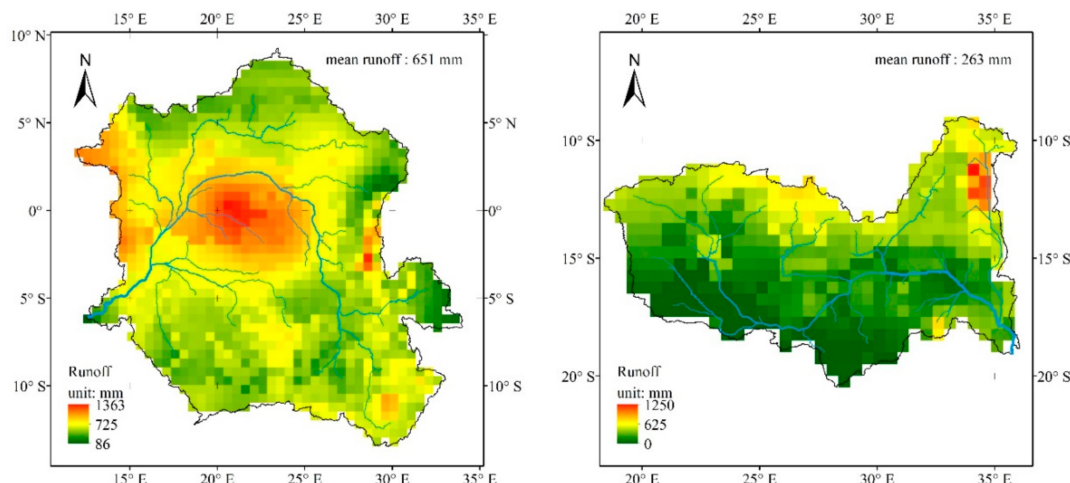 15° E 20° E 25° E 30° E 35° E
10° N
N
mean runoff : 651 mm
5° N 5° N
0° 0°
5° S 5° S
10° S 10° S
Runoff
unit: mm
1363
725
86
15° E 20° E 25° E 30° E 35° E
20° E 25° E 30° E 35° E
N
mean runoff : 263 mm
10° S 10° S
15° S 15° S
20° S 20° S
Runoff
unit: mm
1250
625
0
20° E 25° E 30° E 35° E